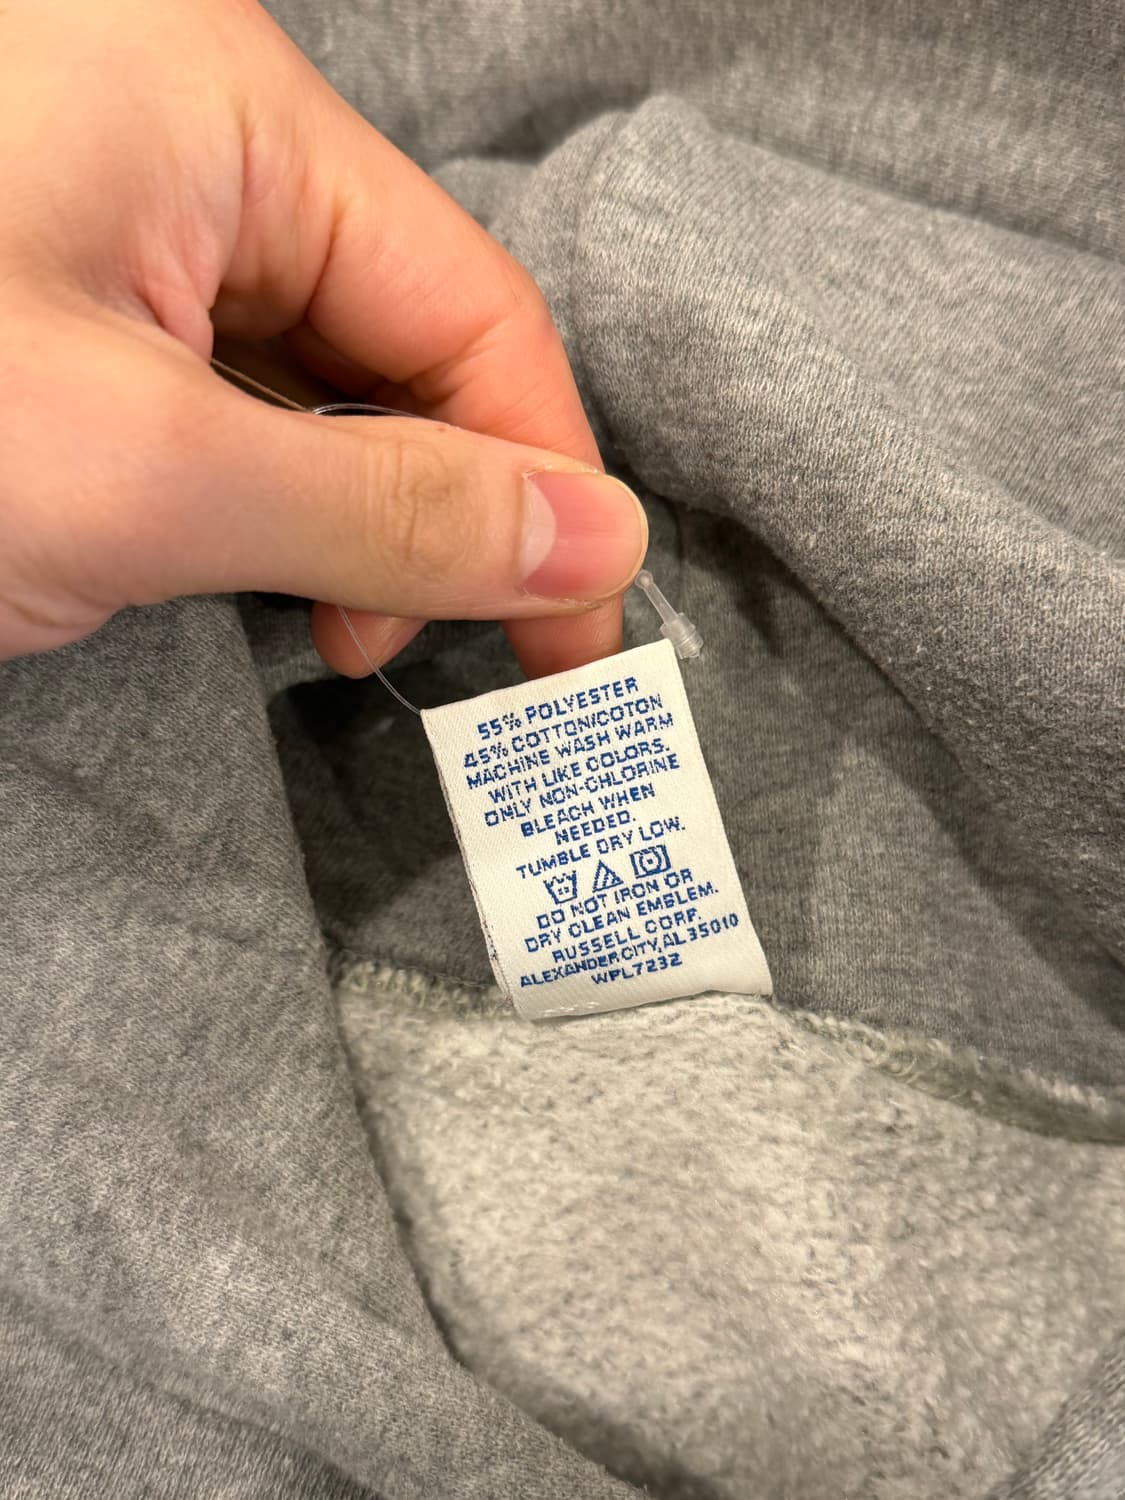 55% POLYESTER
45% COTTON/COTON
MACHINE WASH WARM
WITH LIKE COLORS.
ONLY NON-CHLORINE
BLEACH WHEN
NEEDED.
TUMBLE DRY LOW.
DO NOT IRON OR
DRY CLEAN EMBLEM.
RUSSELL CORP.
ALEXANDER CITY, AL 35010
WPL7232